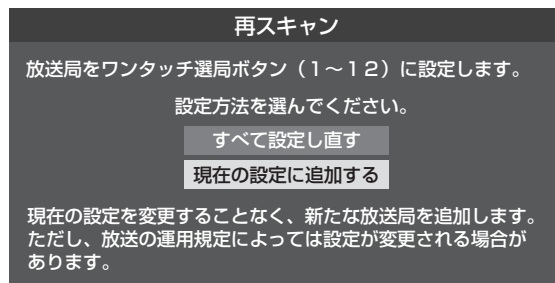 再スキャン
放送局をワンタッチ選局ボタン（１～１２）に設定します。
設定方法を選んでください。
すべて設定し直す
現在の設定に追加する
現在の設定を変更することなく、新たな放送局を追加します。
ただし、放送の運用規定によっては設定が変更される場合が
あります。